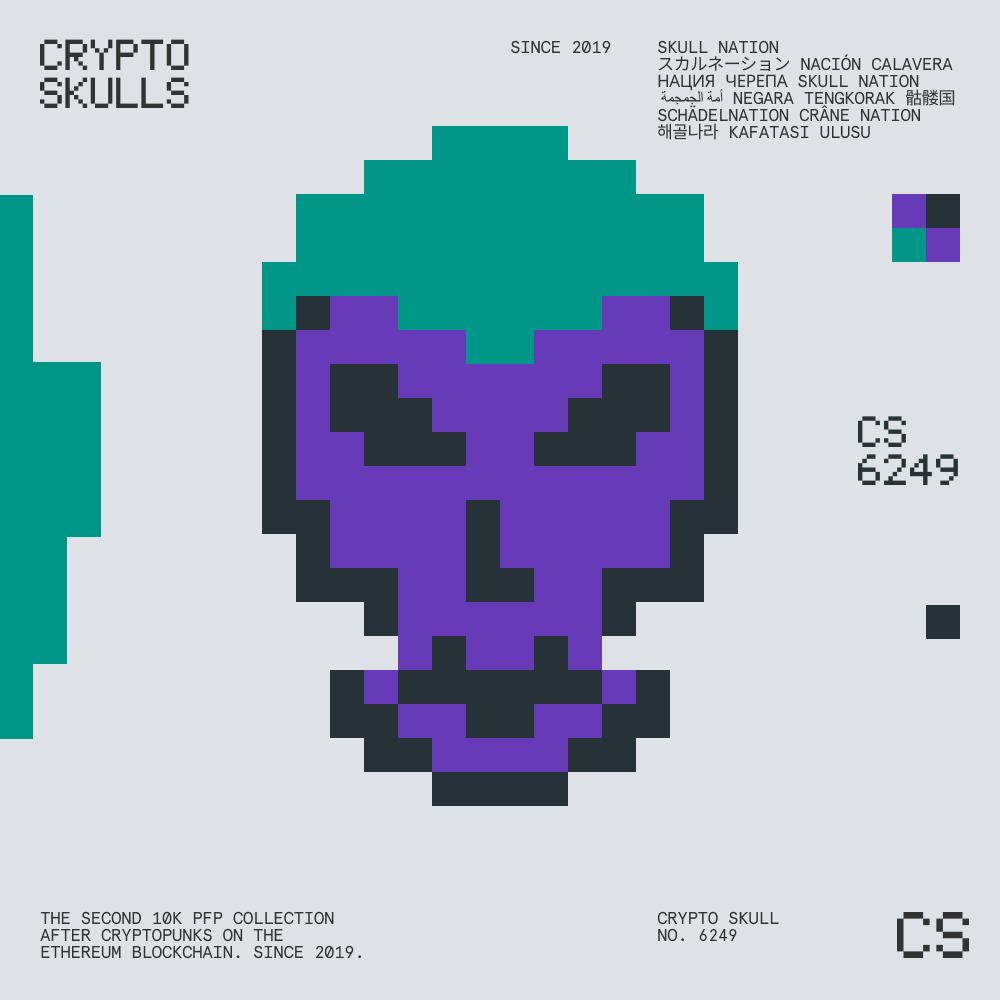 CRYPTO
SKULLS
SINCE 2019
SKULL NATION
スカルネーション NACIÓN CALAVERA
НАЦИЯ ЧЕРЕПА SKULL NATION
أمة الجمجمة NEGARA TENGKORAK 骷髅国
SCHÄDELNATION CRÂNE NATION
해골나라 KAFATASI ULUSU
CS
6249
THE SECOND 10K PFP COLLECTION
AFTER CRYPTOPUNKS ON THE
ETHEREUM BLOCKCHAIN. SINCE 2019.
CRYPTO SKULL
NO. 6249
CS